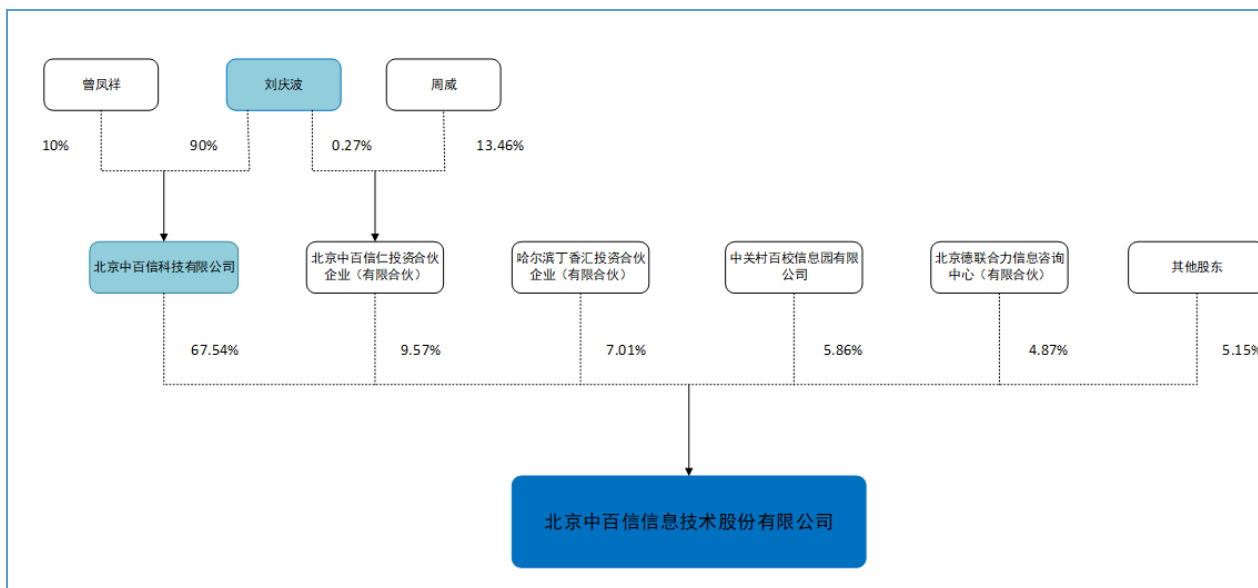 曾凤祥
刘庆波
周威
10%
90%
0.27%
13.46%
北京中百信科技有限公司
北京中百信仁投资合伙
企业（有限合伙）
哈尔滨丁香汇投资合伙
企业（有限合伙）
中关村百校信息园有限
公司
北京德联合力信息咨询
中心（有限合伙）
其他股东
67.54%
9.57%
7.01%
5.86%
4.87%
5.15%
北京中百信信息技术股份有限公司